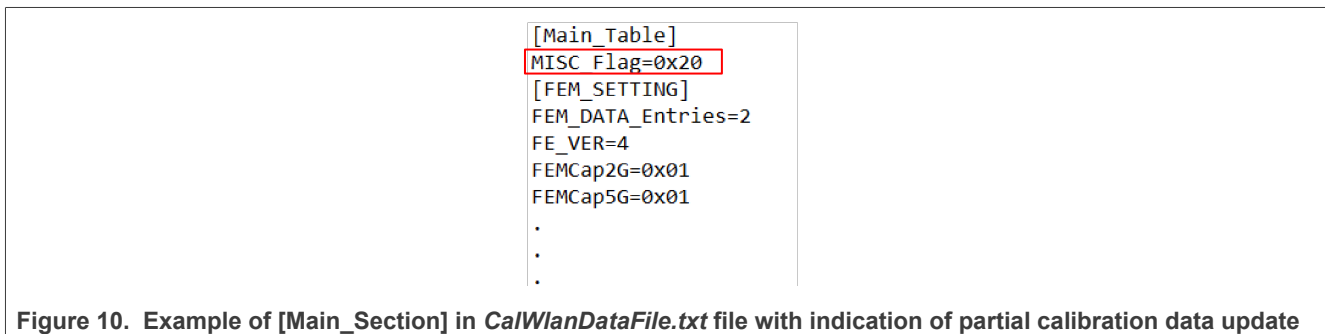 [Main_Table]
MISC_Flag=0x20
[FEM_SETTING]
FEM_DATA_Entries=2
FE_VER=4
FEMCap2G=0x01
FEMCap5G=0x01
.
.
.
Figure 10. Example of [Main_Section] in CalWlanDataFile.txt file with indication of partial calibration data update